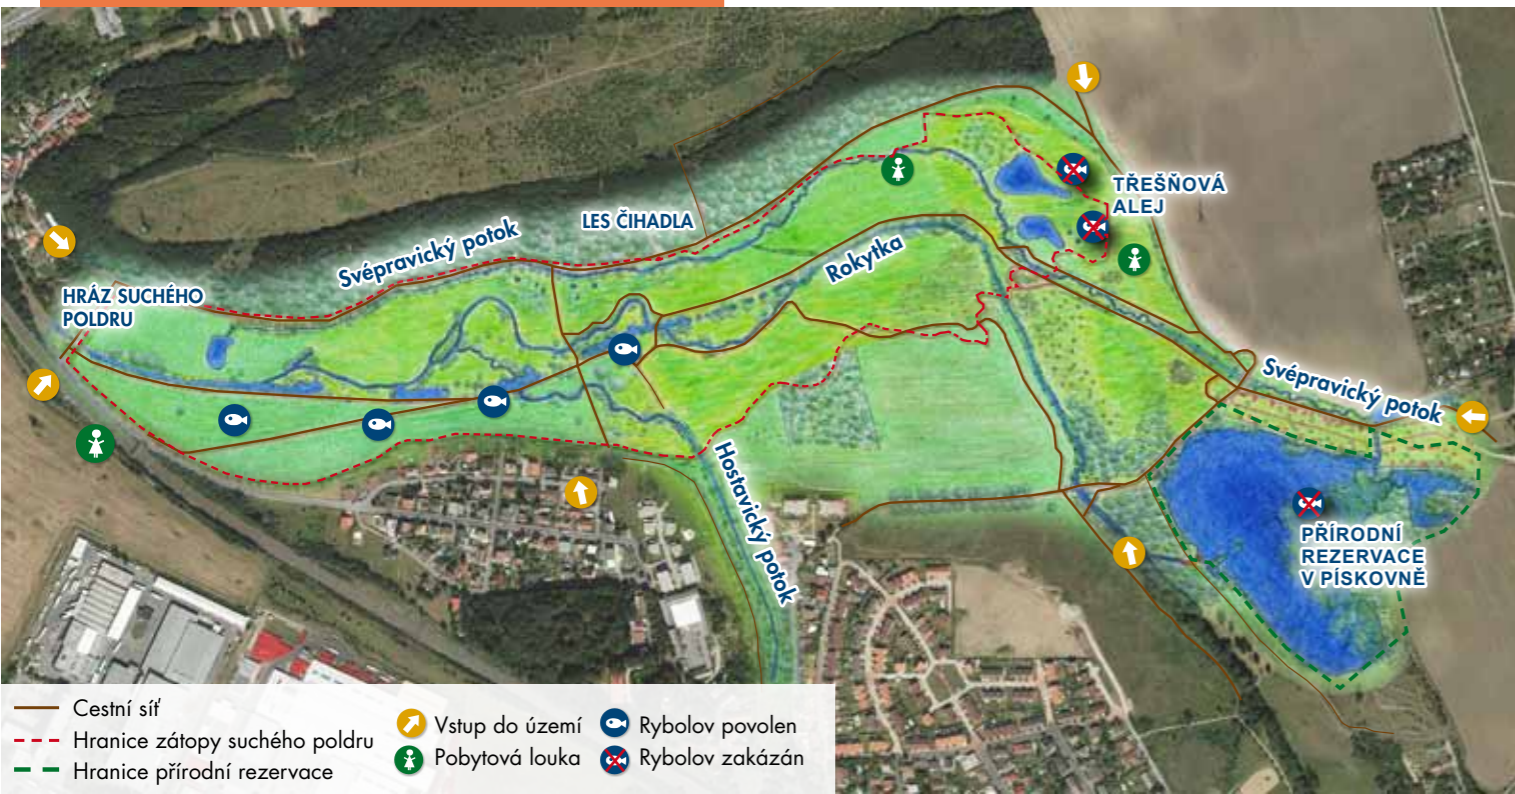 TŘEŠŇOVÁ
ALEJ
LES ČIHADLA
Svépravický potok
Rokytka
HRÁZ SUCHÉHO
POLDRU
Svépravický potok
Hostavický potok
PŘÍRODNÍ
REZERVACE
V PÍSKOVNĚ
Cestní síť
Hranice zátopy suchého poldru
Hranice přírodní rezervace
Vstup do území
Pobytová louka
Rybolov povolen
Rybolov zakázán